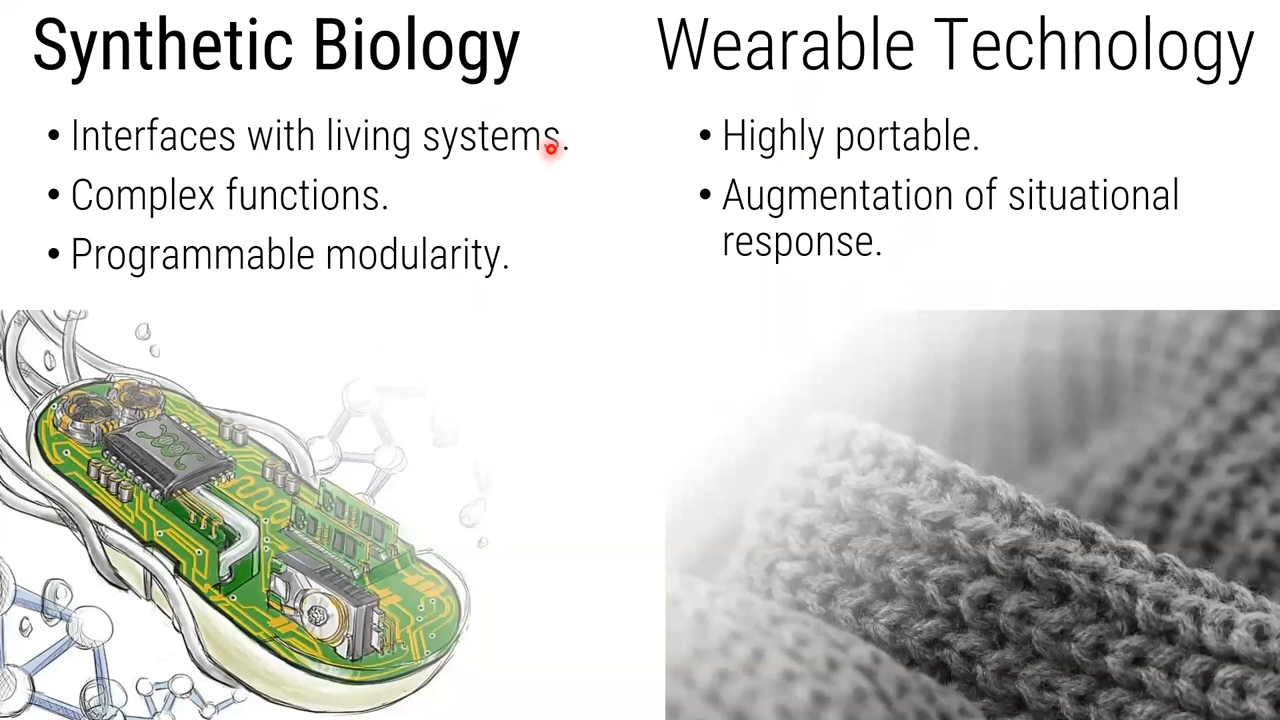 Synthetic Biology
• Interfaces with living systems.
• Complex functions.
• Programmable modularity.
Wearable Technology
• Highly portable.
• Augmentation of situational
response.